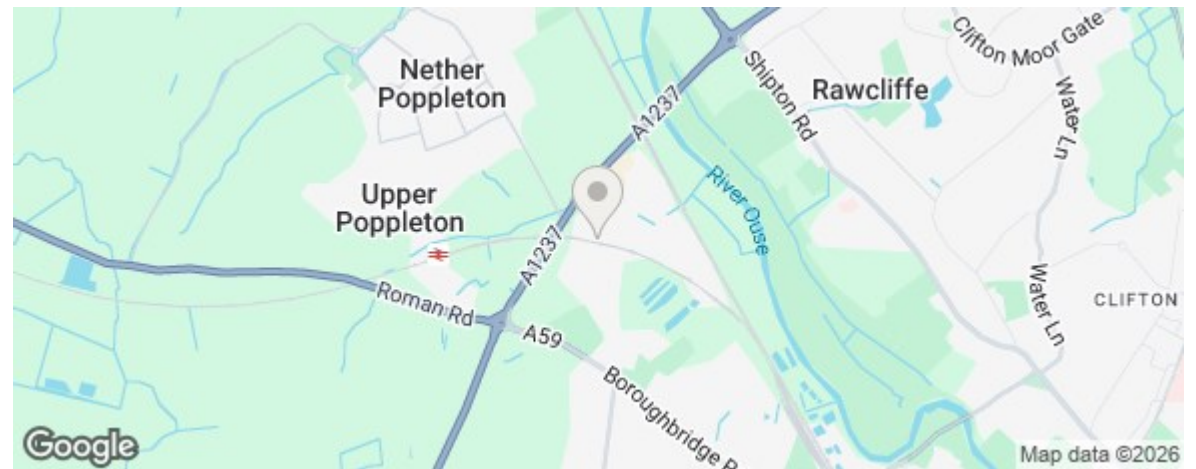 Nether
Poppleton
Upper
Poppleton
Rawcliffe
Clifton Moor Gate
Shipton Rd
Water Ln
A1237
River Ouse
A1237
Roman Rd
A59
Water Ln
CLIFTON
Boroughbridge R
Google
Map data ©2026